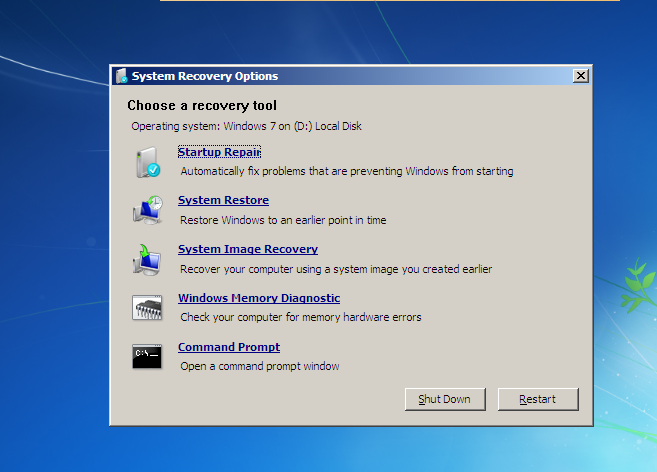 System Recovery Options
Choose a recovery tool
Operating system: Windows 7 on (D:) Local Disk
Startup Repair
Automatically fix problems that are preventing Windows from starting
System Restore
Restore Windows to an earlier point in time
System Image Recovery
Recover your computer using a system image you created earlier
Windows Memory Diagnostic
Check your computer for memory hardware errors
C:\_
Command Prompt
Open a command prompt window
Shut Down Restart